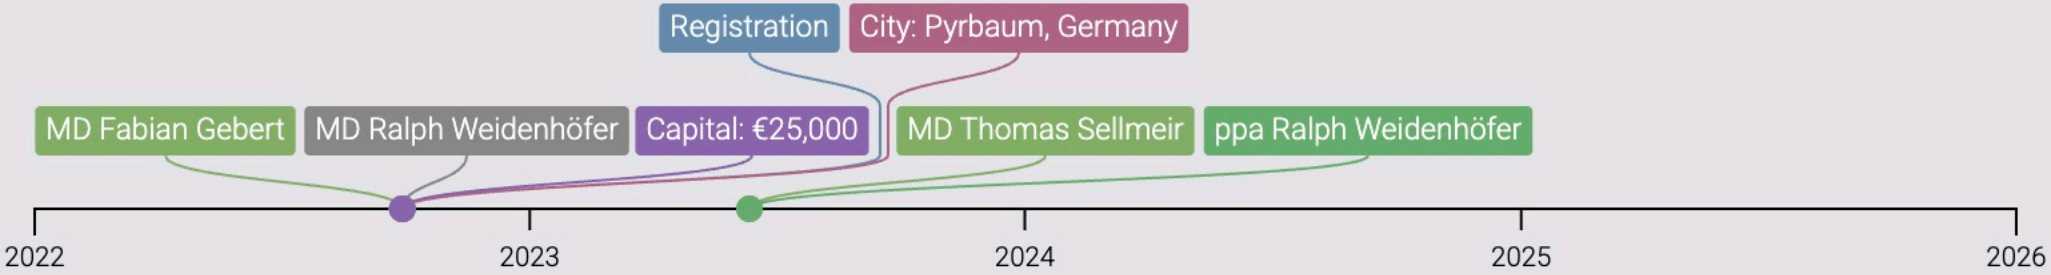 Registration
City: Pyrbaum, Germany
MD Fabian Gebert
MD Ralph Weidenhöfer
Capital: €25,000
MD Thomas Sellmeir
ppa Ralph Weidenhöfer
2022
2023
2024
2025
2026